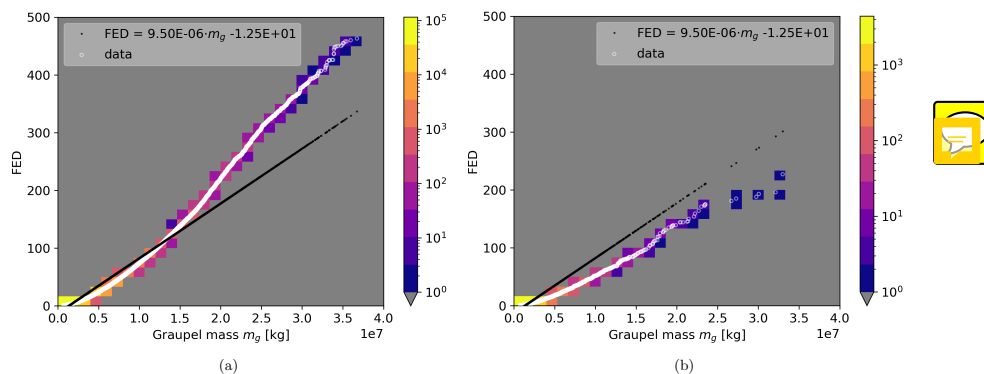 500
400
300
200
100
0
FED
0.0 0.5 1.0 1.5 2.0 2.5 3.0 3.5 4.0
1e7
Graupel mass m_g [kg]
FED = 9.50E-06·m_g -1.25E+01
data
10^5
10^4
10^3
10^2
10^1
10^0
(a)
500
400
300
200
100
0
FED
0.0 0.5 1.0 1.5 2.0 2.5 3.0 3.5 4.0
1e7
Graupel mass m_g [kg]
FED = 9.50E-06·m_g -1.25E+01
data
10^3
10^2
10^1
10^0
(b)